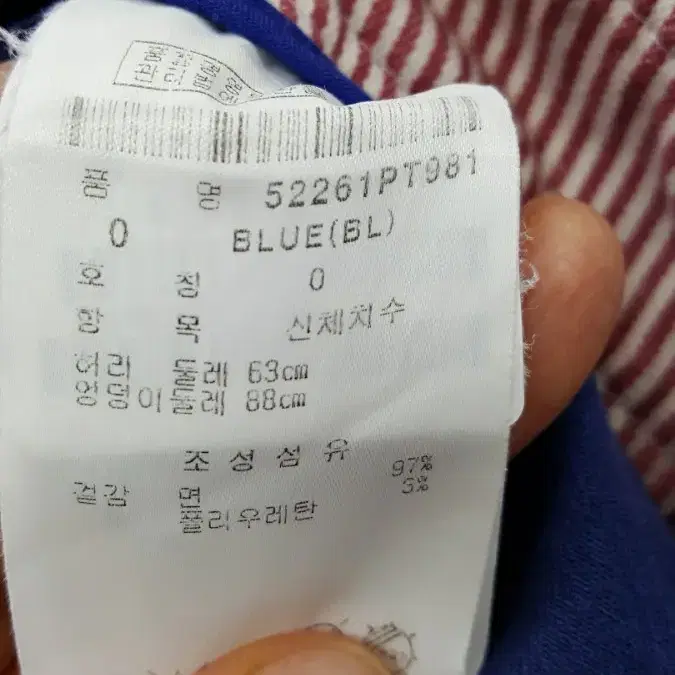 품 명 52261PT981
0 BLUE(BL)
호 칭 0
항 목 신체치수
허리 둘레 63cm
엉덩이둘레 88cm
조성섬유
겉감 면 97%
폴리우레탄 3%